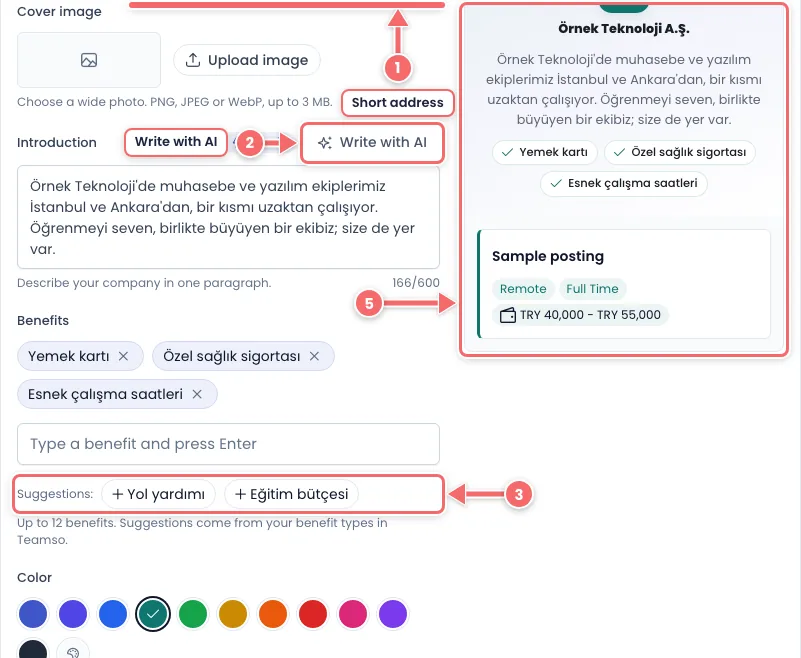 Cover image
Upload image
1
Choose a wide photo. PNG, JPEG or WebP, up to 3 MB.
Short address
Introduction
Write with AI
2
Write with AI
Örnek Teknoloji'de muhasebe ve yazılım ekiplerimiz
İstanbul ve Ankara'dan, bir kısmı uzaktan çalışıyor.
Öğrenmeyi seven, birlikte büyüyen bir ekibiz; size de yer
var.
Describe your company in one paragraph.
166/600
5
Benefits
Yemek kartı
Özel sağlık sigortası
Esnek çalışma saatleri
Type a benefit and press Enter
Suggestions:
+ Yol yardımı
+ Eğitim bütçesi
3
Up to 12 benefits. Suggestions come from your benefit types in
Teamso.
Color
Örnek Teknoloji A.Ş.
Örnek Teknoloji'de muhasebe ve yazılım
ekiplerimiz İstanbul ve Ankara'dan, bir kısmı
uzaktan çalışıyor. Öğrenmeyi seven, birlikte
büyüyen bir ekibiz; size de yer var.
Yemek kartı
Özel sağlık sigortası
Esnek çalışma saatleri
Sample posting
Remote
Full Time
TRY 40,000 - TRY 55,000